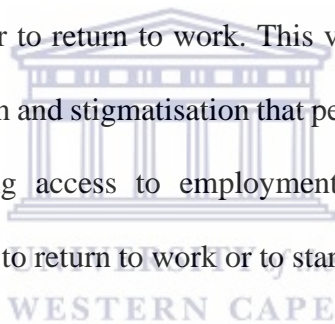 r to return to work. This v
n and stigmatisation that pe
g access to employment
UNIVERSITY of the
to return to work or to star
WESTERN CAPE